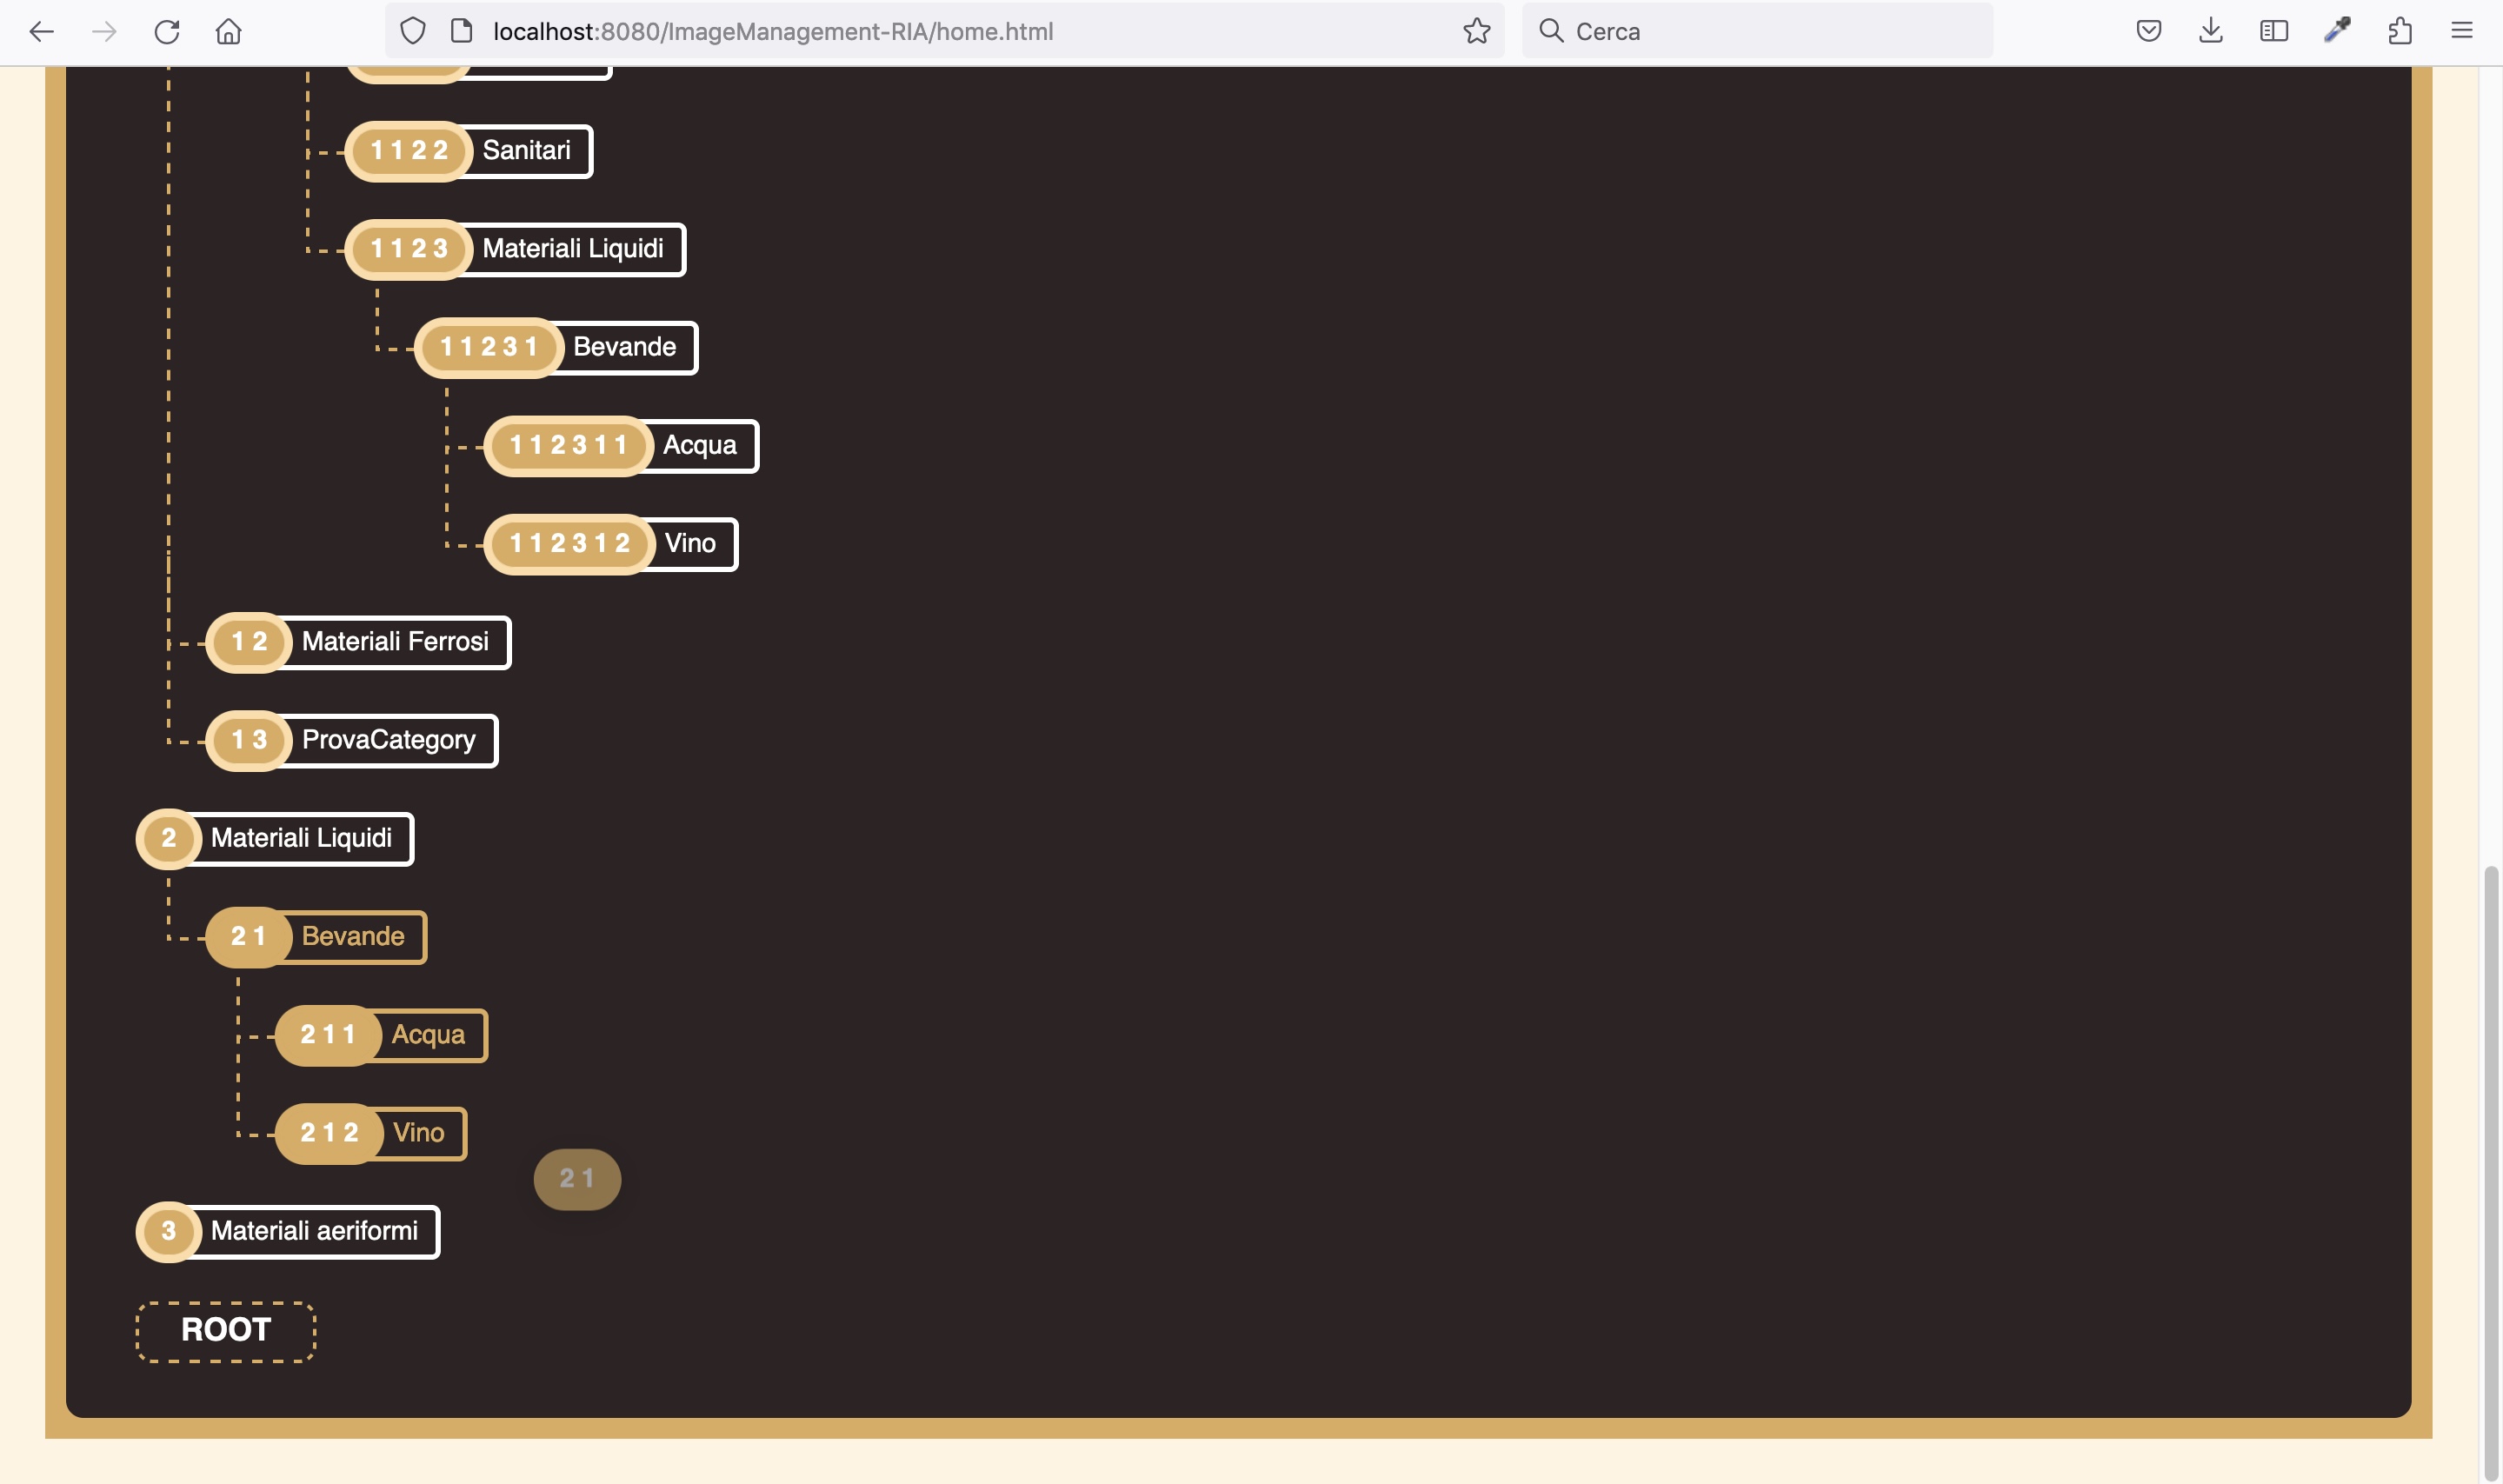 localhost:8080/ImageManagement-RIA/home.html Cerca
1 1 2 2 Sanitari
1 1 2 3 Materiali Liquidi
1 1 2 3 1 Bevande
1 1 2 3 1 1 Acqua
1 1 2 3 1 2 Vino
1 2 Materiali Ferrosi
1 3 ProvaCategory
2 Materiali Liquidi
2 1 Bevande
2 1 1 Acqua
2 1 2 Vino
2 1
3 Materiali aeriformi
ROOT